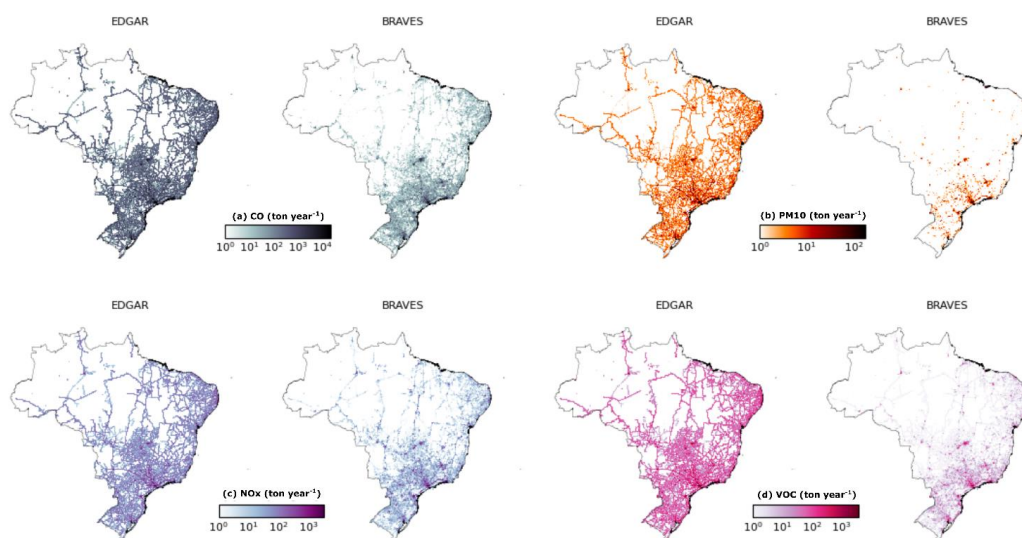 EDGAR BRAVES EDGAR BRAVES
(a) CO (ton year⁻¹) (b) PM10 (ton year⁻¹)
10⁰ 10¹ 10² 10³ 10⁴ 10⁰ 10¹ 10²
EDGAR BRAVES EDGAR BRAVES
(c) NOx (ton year⁻¹) (d) VOC (ton year⁻¹)
10⁰ 10¹ 10² 10³ 10⁰ 10¹ 10² 10³